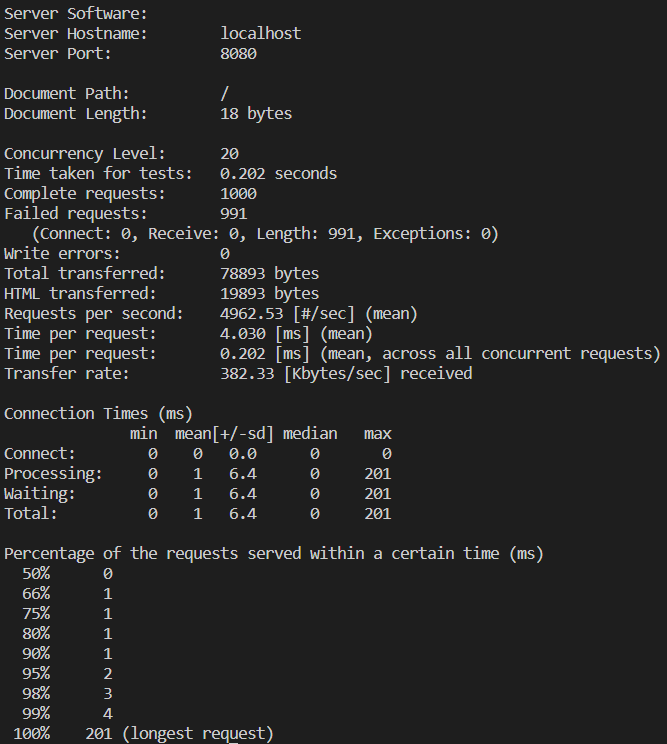 Server Software:
Server Hostname:        localhost
Server Port:            8080

Document Path:          /
Document Length:        18 bytes

Concurrency Level:      20
Time taken for tests:   0.202 seconds
Complete requests:      1000
Failed requests:        991
   (Connect: 0, Receive: 0, Length: 991, Exceptions: 0)
Write errors:           0
Total transferred:      78893 bytes
HTML transferred:       19893 bytes
Requests per second:    4962.53 [#/sec] (mean)
Time per request:       4.030 [ms] (mean)
Time per request:       0.202 [ms] (mean, across all concurrent requests)
Transfer rate:          382.33 [Kbytes/sec] received

Connection Times (ms)
              min  mean[+/-sd] median   max
Connect:        0    0   0.0      0       0
Processing:     0    1   6.4      0     201
Waiting:        0    1   6.4      0     201
Total:          0    1   6.4      0     201

Percentage of the requests served within a certain time (ms)
  50%      0
  66%      1
  75%      1
  80%      1
  90%      1
  95%      2
  98%      3
  99%      4
 100%    201 (longest request)